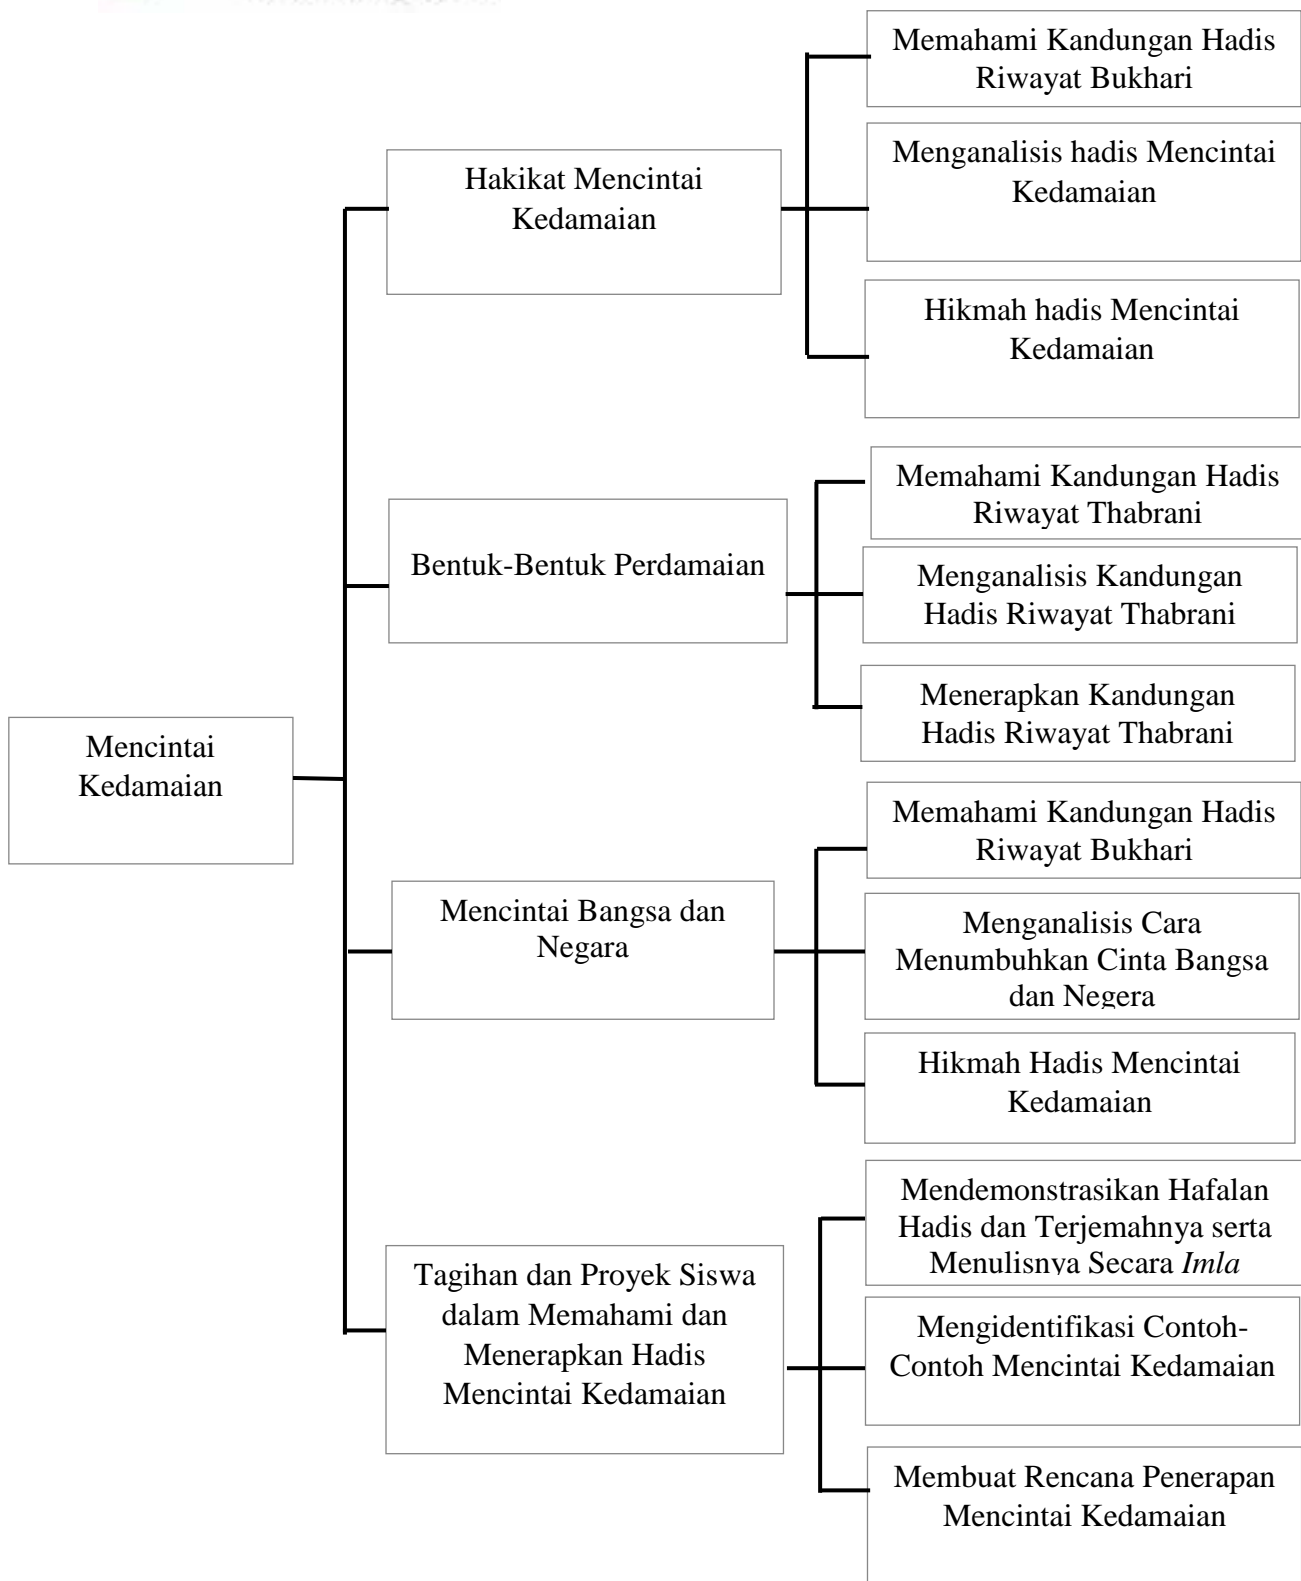 Mencintai
Kedamaian
Hakikat Mencintai
Kedamaian
Memahami Kandungan Hadis
Riwayat Bukhari
Menganalisis hadis Mencintai
Kedamaian
Hikmah hadis Mencintai
Kedamaian
Bentuk-Bentuk Perdamaian
Memahami Kandungan Hadis
Riwayat Thabrani
Menganalisis Kandungan
Hadis Riwayat Thabrani
Menerapkan Kandungan
Hadis Riwayat Thabrani
Mencintai Bangsa dan
Negara
Memahami Kandungan Hadis
Riwayat Bukhari
Menganalisis Cara
Menumbuhkan Cinta Bangsa
dan Negera
Hikmah Hadis Mencintai
Kedamaian
Tagihan dan Proyek Siswa
dalam Memahami dan
Menerapkan Hadis
Mencintai Kedamaian
Mendemonstrasikan Hafalan
Hadis dan Terjemahnya serta
Menulisnya Secara Imla
Mengidentifikasi Contoh-
Contoh Mencintai Kedamaian
Membuat Rencana Penerapan
Mencintai Kedamaian